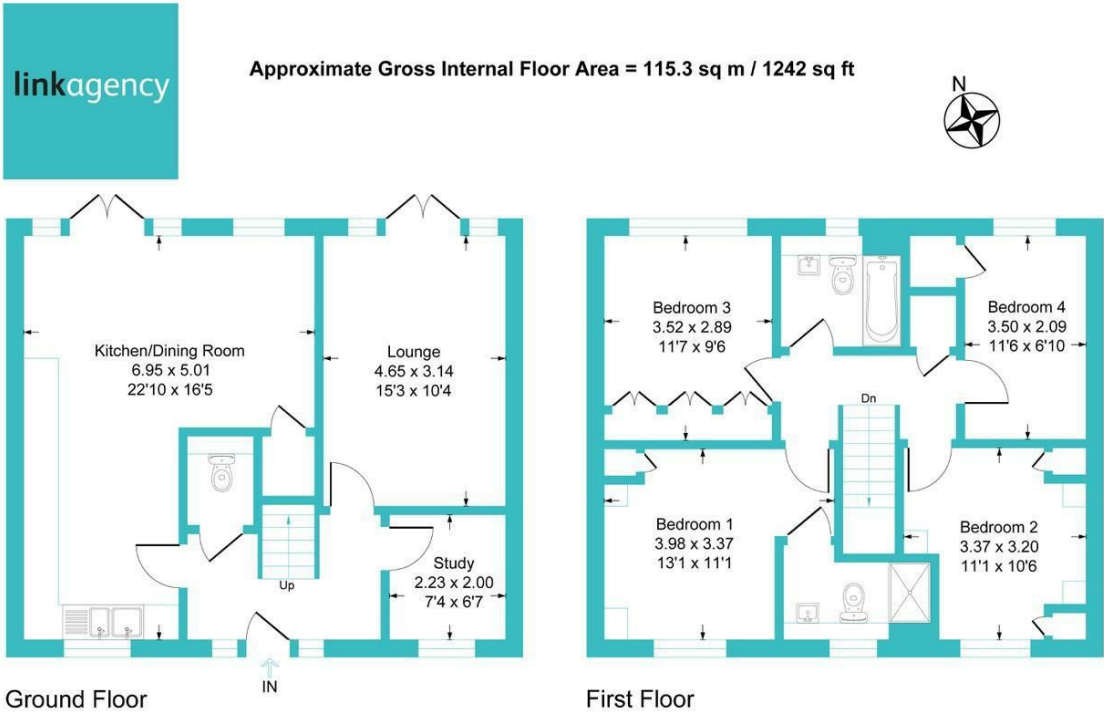 linkagency
Approximate Gross Internal Floor Area = 115.3 sq m / 1242 sq ft
N
Kitchen/Dining Room
6.95 x 5.01
22'10 x 16'5
Lounge
4.65 x 3.14
15'3 x 10'4
Study
2.23 x 2.00
7'4 x 6'7
Up
IN
Ground Floor
Bedroom 3
3.52 x 2.89
11'7 x 9'6
Bedroom 4
3.50 x 2.09
11'6 x 6'10
Dn
Bedroom 1
3.98 x 3.37
13'1 x 11'1
Bedroom 2
3.37 x 3.20
11'1 x 10'6
First Floor